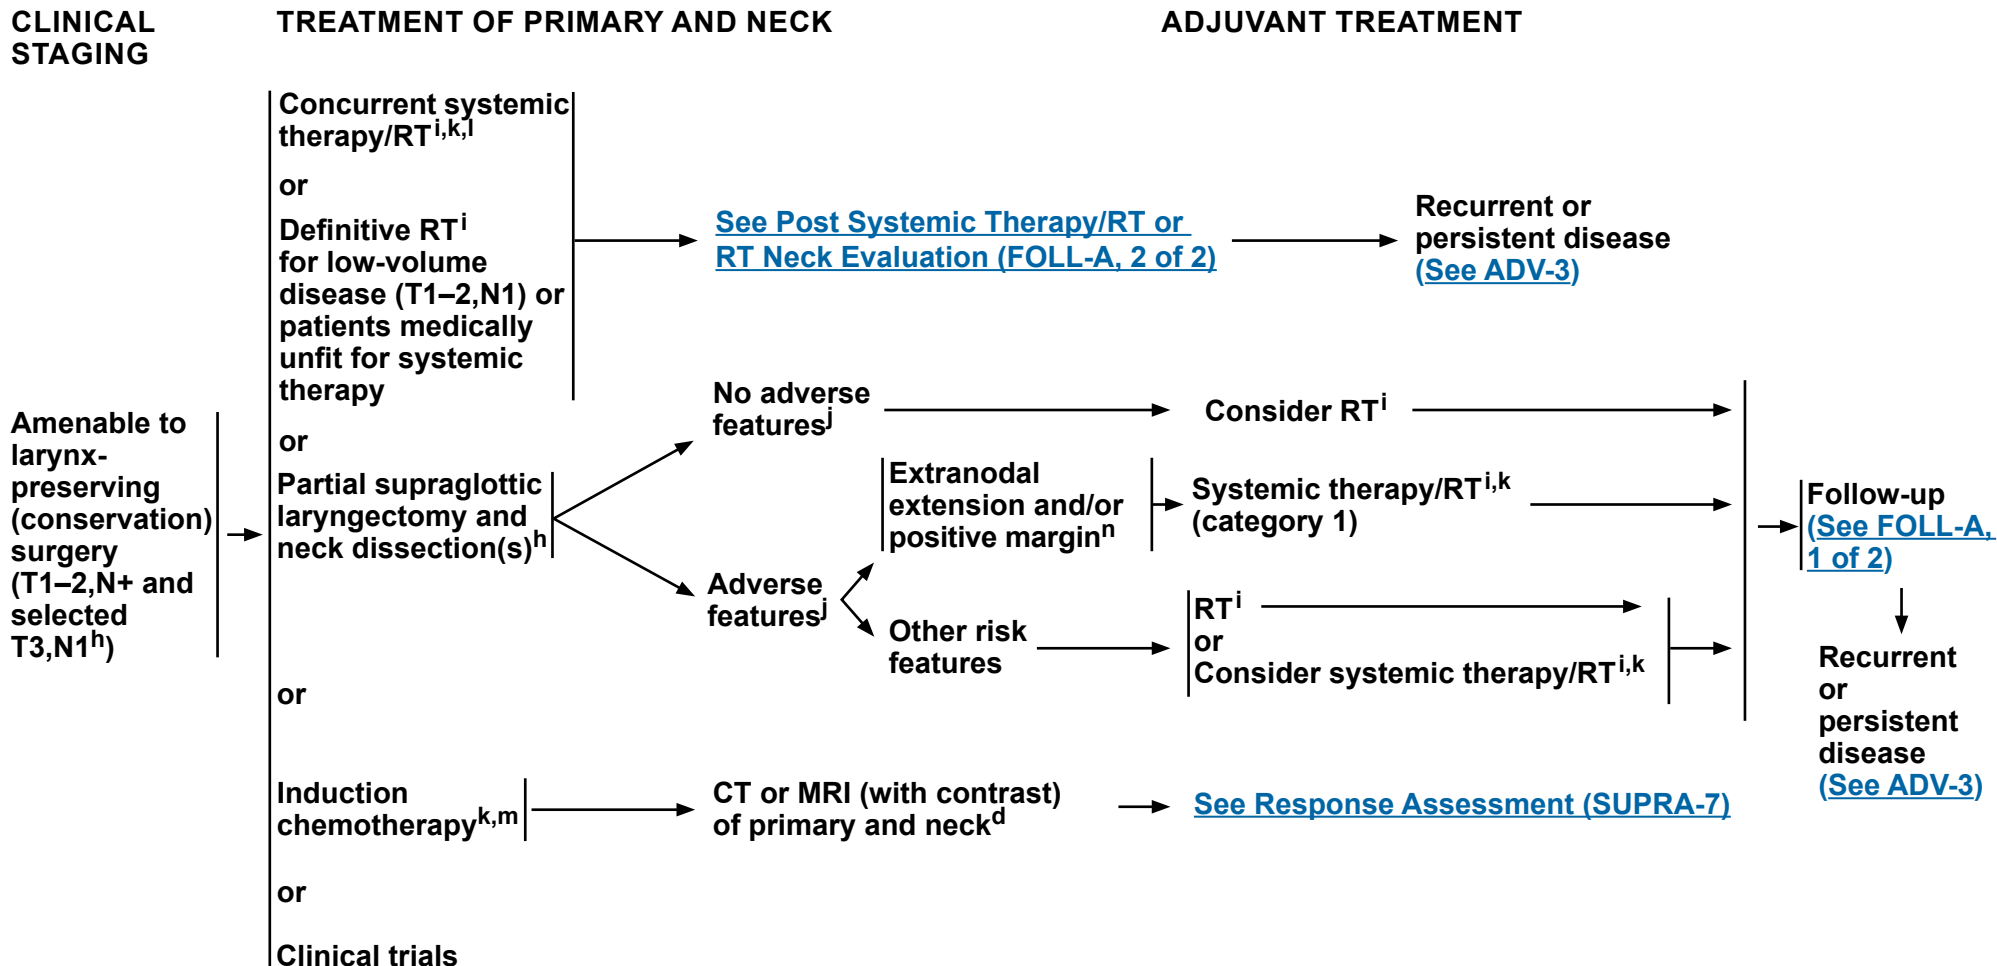 CLINICAL
STAGING
TREATMENT OF PRIMARY AND NECK
ADJUVANT TREATMENT
Amenable to
larynx-
preserving
(conservation)
surgery
(T1–2,N+ and
selected
T3,N1h)
Concurrent systemic
therapy/RTi,k,l
or
Definitive RTi
for low-volume
disease (T1–2,N1) or
patients medically
unfit for systemic
therapy
See Post Systemic Therapy/RT or
RT Neck Evaluation (FOLL-A, 2 of 2)
Recurrent or
persistent disease
(See ADV-3)
or
Partial supraglottic
laryngectomy and
neck dissection(s)h
No adverse
featuresj
Consider RTi
Adverse
featuresj
Extranodal
extension and/or
positive marginn
Systemic therapy/RTi,k
(category 1)
Other risk
features
RTi
or
Consider systemic therapy/RTi,k
Follow-up
(See FOLL-A,
1 of 2)
Recurrent
or
persistent
disease
(See ADV-3)
or
Induction
chemotherapyk,m
CT or MRI (with contrast)
of primary and neckd
See Response Assessment (SUPRA-7)
or
Clinical trials